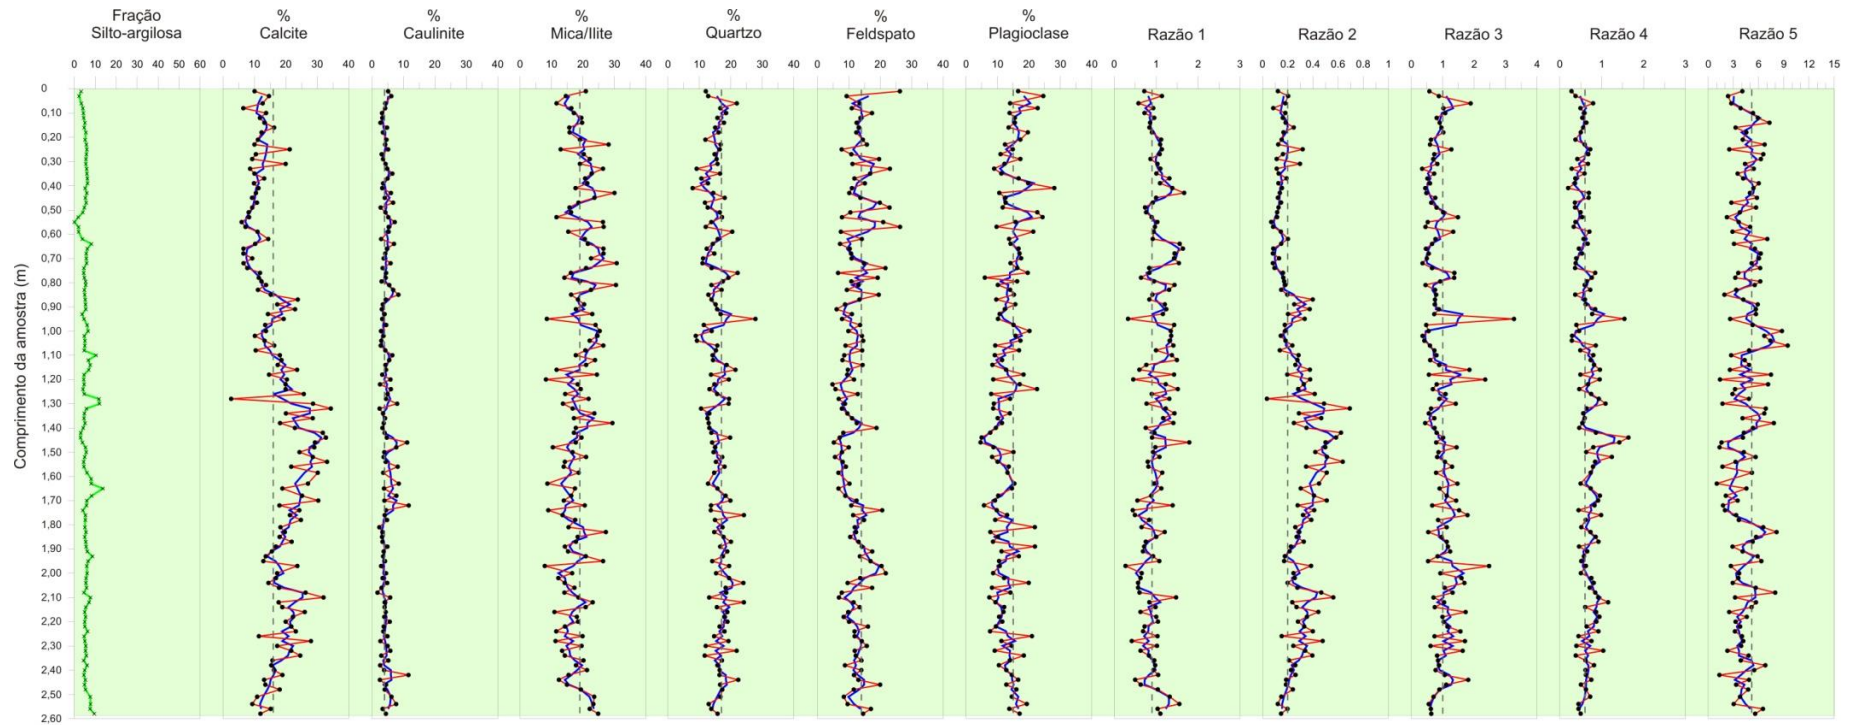 Fração
Silto-argilosa
%
Calcite
%
Caulinite
%
Mica/Ilite
%
Quartzo
%
Feldspato
%
Plagioclase
Razão 1
Razão 2
Razão 3
Razão 4
Razão 5
0 10 20 30 40 50 60
0 10 20 30 40
0 10 20 30 40
0 10 20 30 40
0 10 20 30 40
0 10 20 30 40
0 10 20 30 40
0 1 2 3
0 0.2 0.4 0.6 0.8 1
0 1 2 3 4
0 1 2 3
0 3 6 9 12 15
Comprimento da amostra (m)
0
0,10
0,20
0,30
0,40
0,50
0,60
0,70
0,80
0,90
1,00
1,10
1,20
1,30
1,40
1,50
1,60
1,70
1,80
1,90
2,00
2,10
2,20
2,30
2,40
2,50
2,60